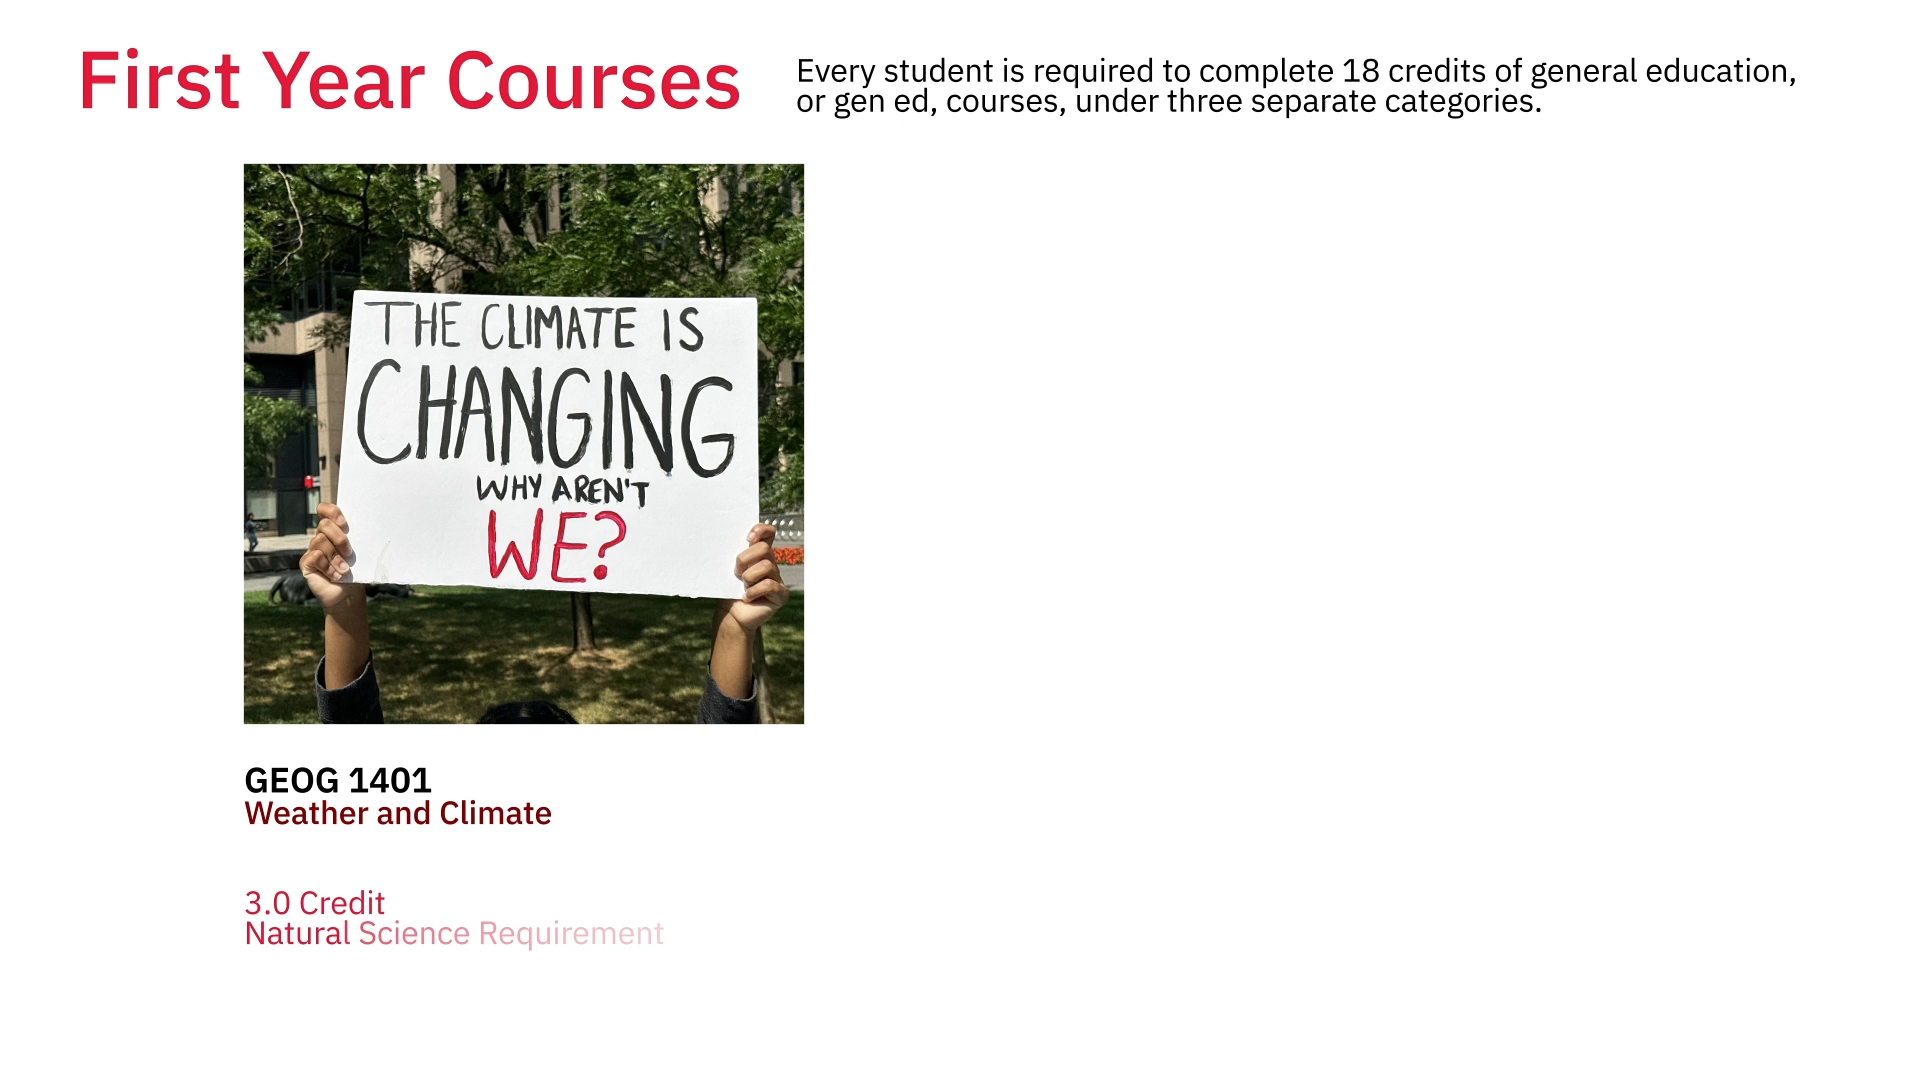 First Year Courses
Every student is required to complete 18 credits of general education,
or gen ed, courses, under three separate categories.
THE CLIMATE IS
CHANGING
WHY AREN'T
WE?
GEOG 1401
Weather and Climate
3.0 Credit
Natural Science Requirement